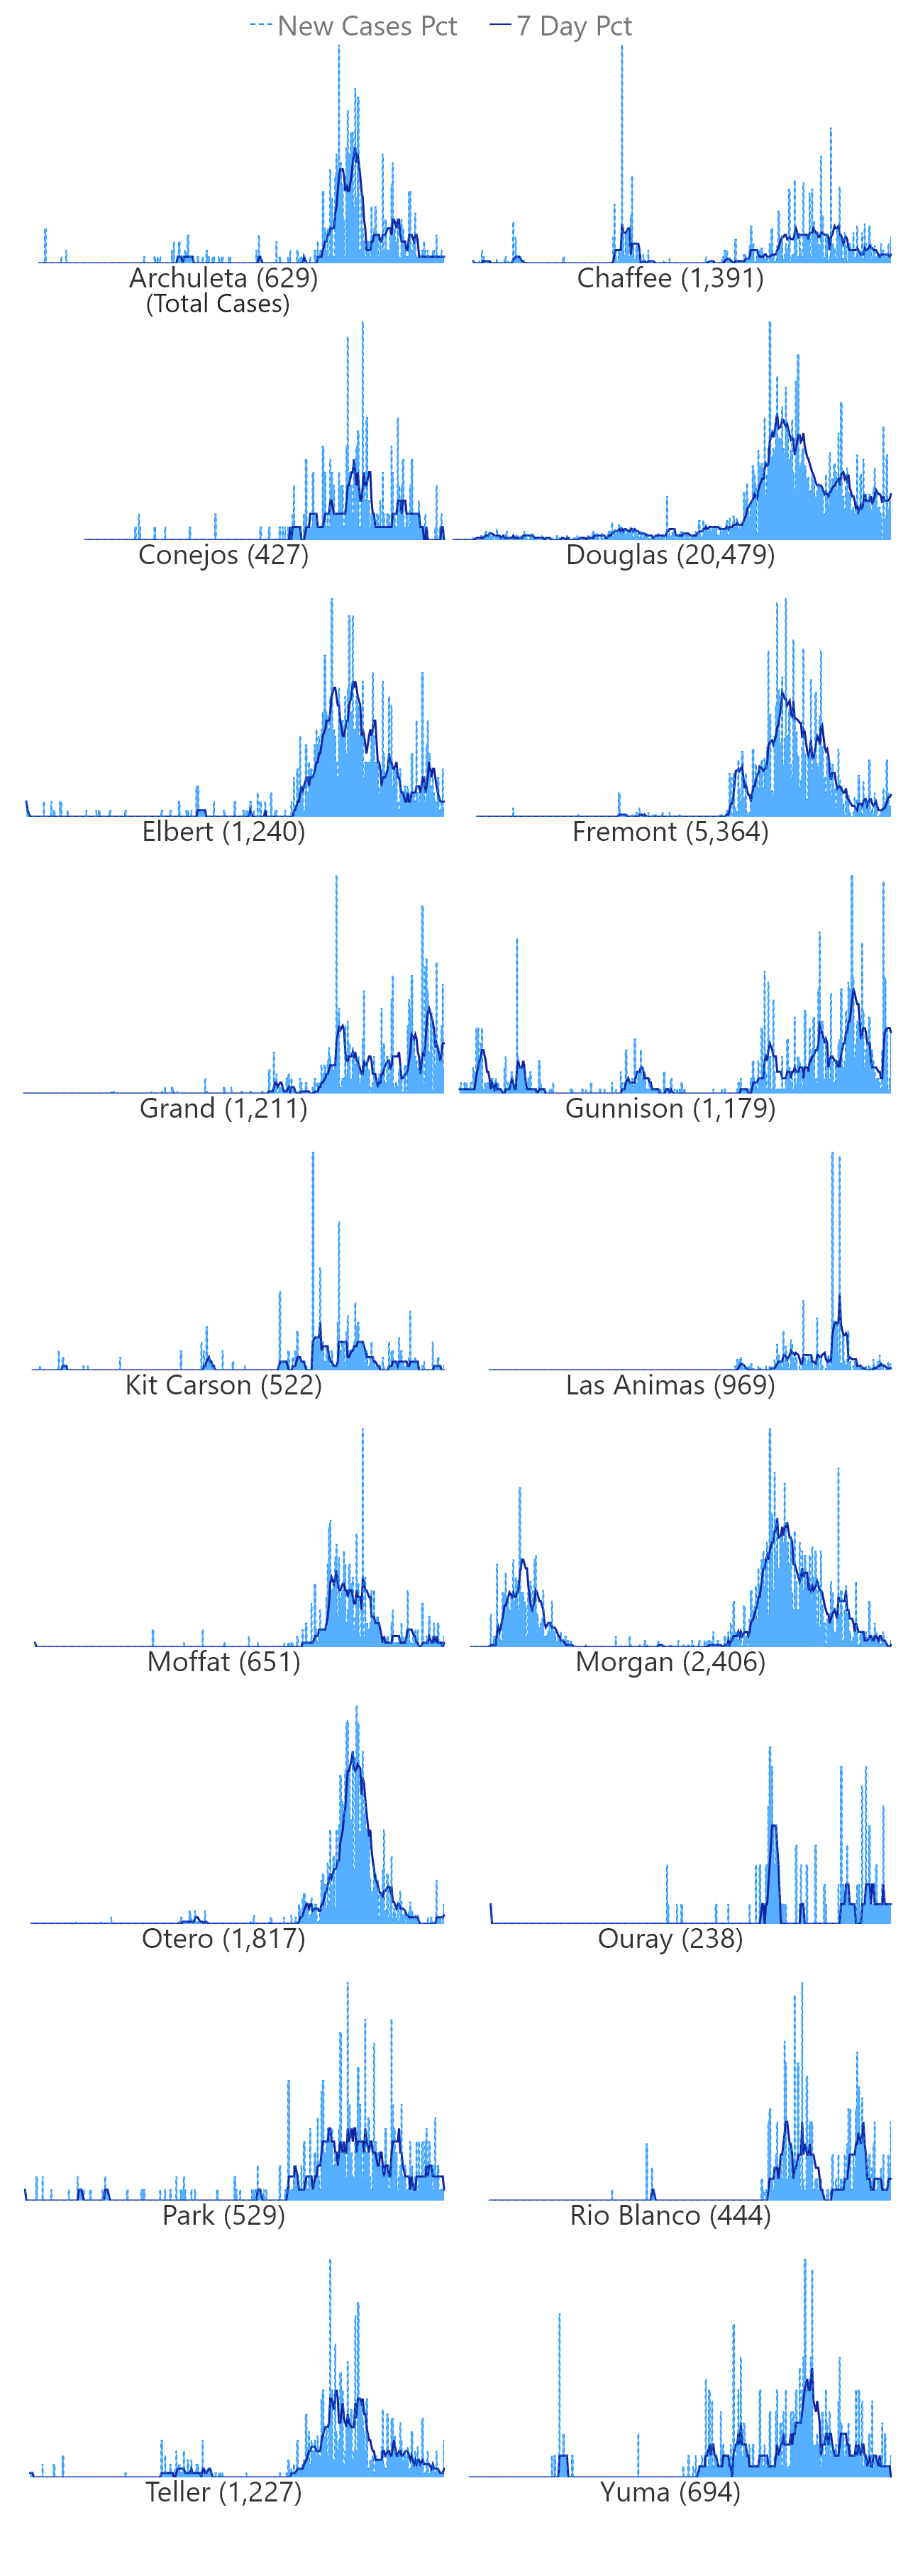 New Cases Pct 7 Day Pct
Archuleta (629) Chaffee (1,391)
(Total Cases)
Conejos (427) Douglas (20,479)
Elbert (1,240) Fremont (5,364)
Grand (1,211) Gunnison (1,179)
Kit Carson (522) Las Animas (969)
Moffat (651) Morgan (2,406)
Otero (1,817) Ouray (238)
Park (529) Rio Blanco (444)
Teller (1,227) Yuma (694)